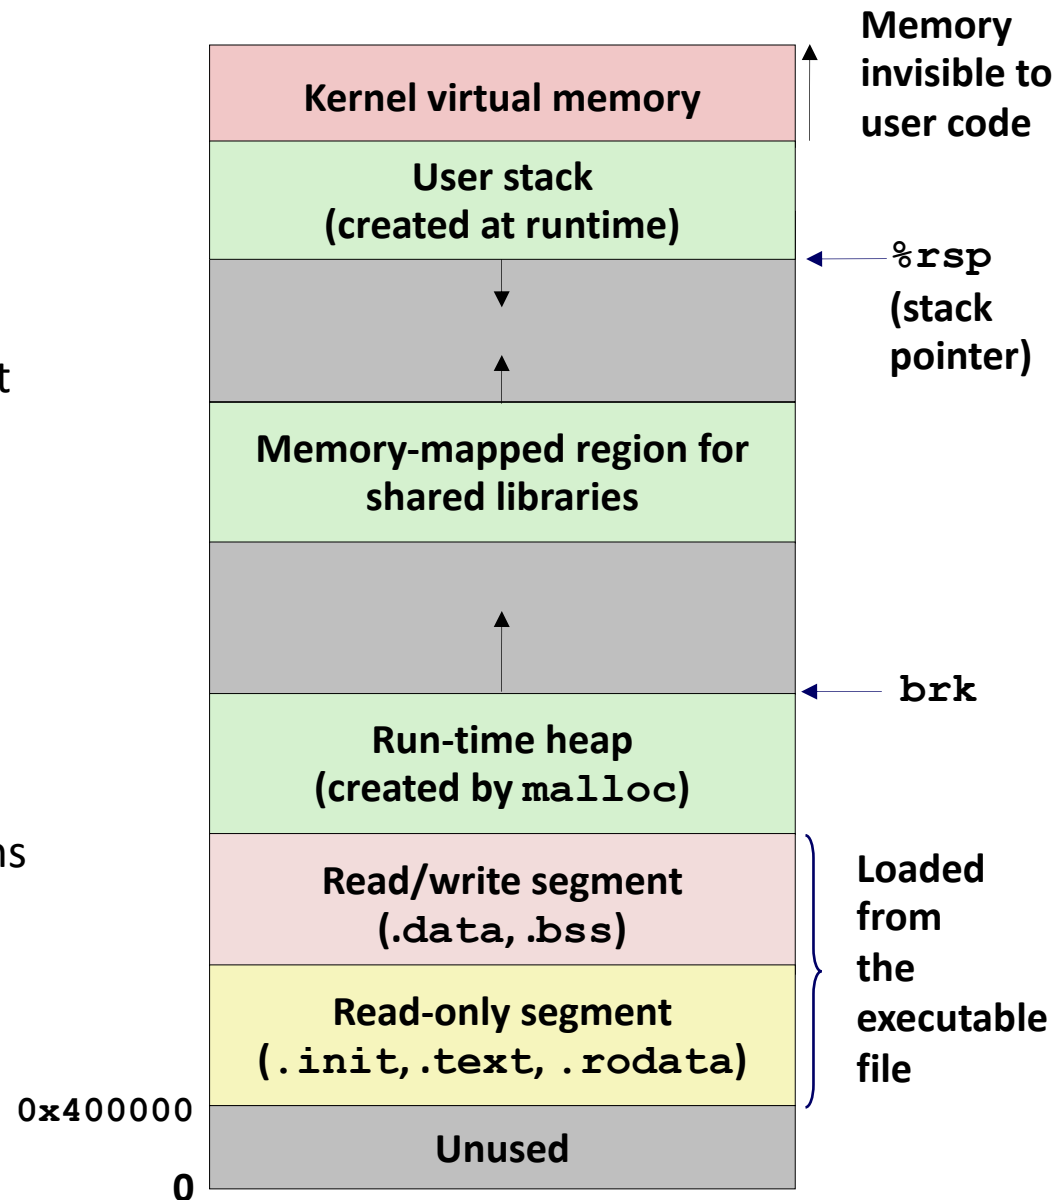 Memory
invisible to
user code
Kernel virtual memory
User stack
(created at runtime)
%rsp
(stack
pointer)
t
Memory-mapped region for
shared libraries
brk
Run-time heap
(created by malloc)
ns
Read/write segment
(.data, .bss)
Loaded
from
the
executable
file
Read-only segment
(.init, .text, .rodata)
0x400000
Unused
0